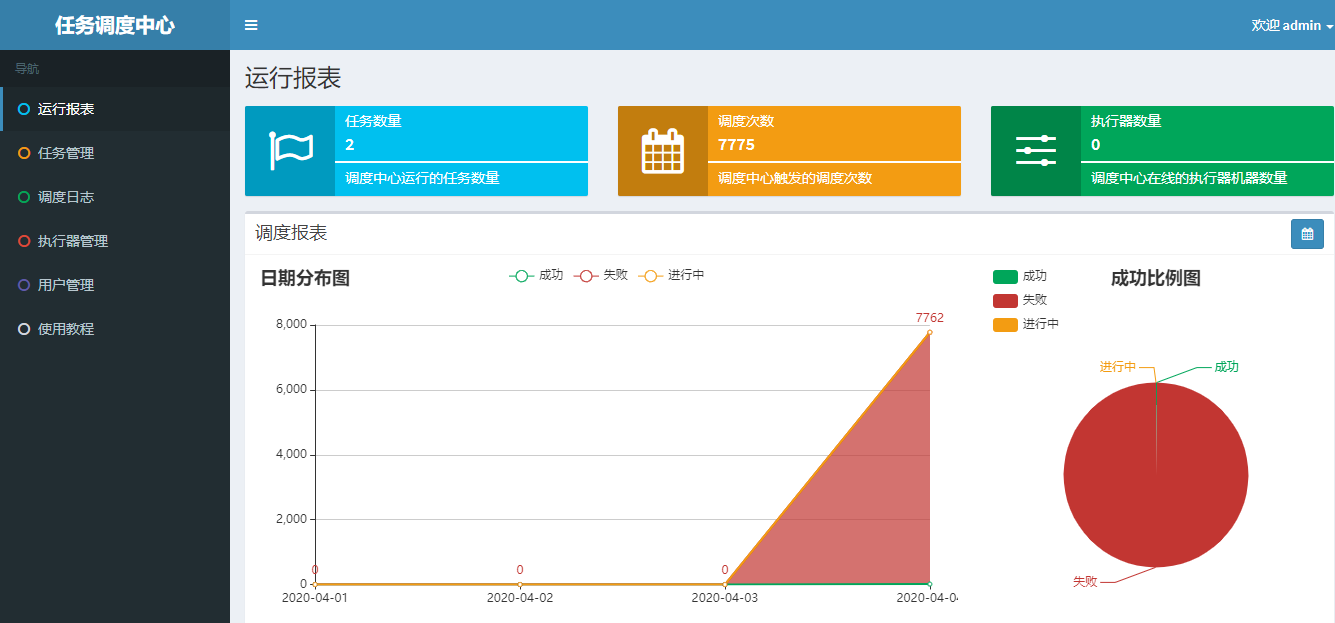 任务调度中心
欢迎 admin
导航
运行报表
任务管理
调度日志
执行器管理
用户管理
使用教程
运行报表
任务数量
2
调度中心运行的任务数量
调度次数
7775
调度中心触发的调度次数
执行器数量
0
调度中心在线的执行器机器数量
调度报表
日期分布图
成功 失败 进行中
8,000
6,000
4,000
2,000
0
7762
0 0 0
2020-04-01 2020-04-02 2020-04-03 2020-04-04
成功
失败
进行中
成功比例图
进行中 成功
失败